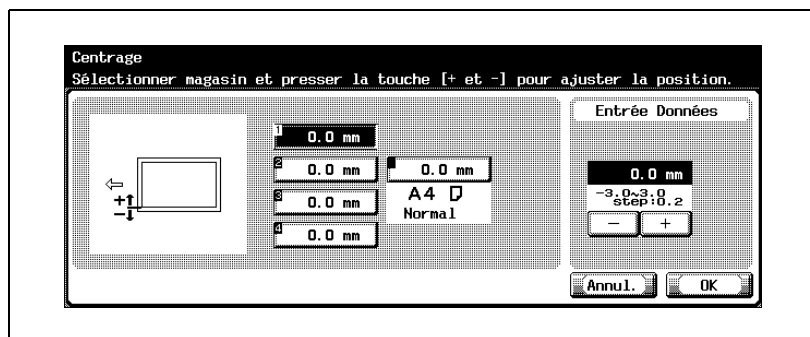 Centrage
Sélectionner magasin et presser la touche [+ et -] pour ajuster la position.
Entrée Données
1 0.0 mm
2 0.0 mm
0.0 mm
3 0.0 mm
A4
Normal
4 0.0 mm
+
-
0.0 mm
-3.0~3.0
step:0.2
- +
Annul. OK